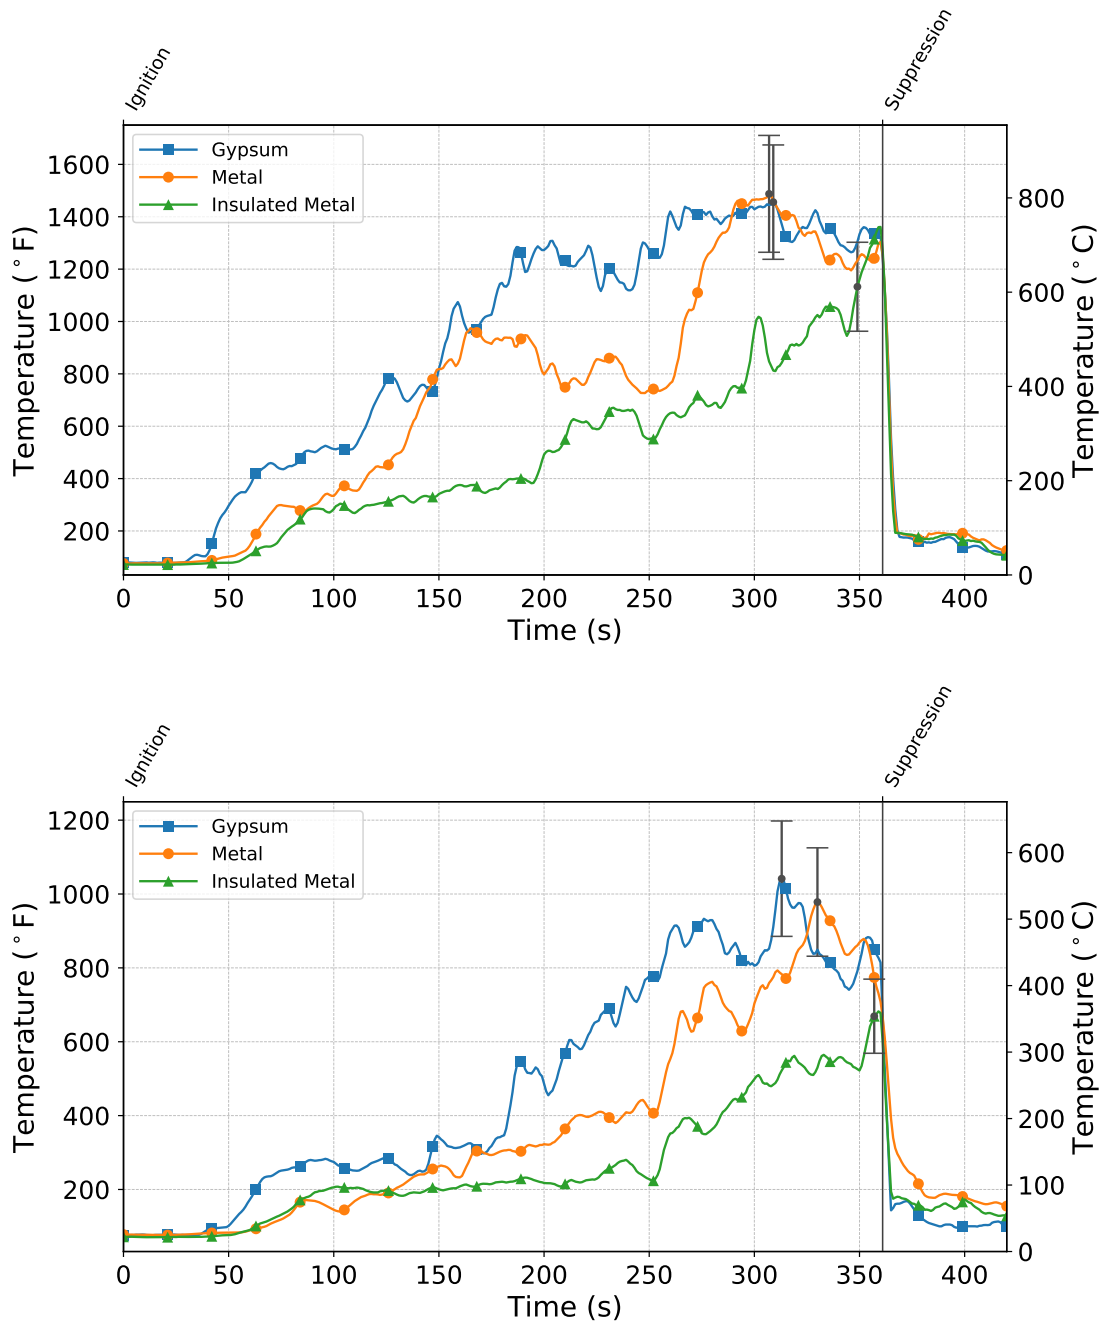 Ignition
Suppression
Gypsum
Metal
Insulated Metal
1600
1400
1200
1000
800
600
400
200
Temperature (°F)
800
600
400
200
0
Temperature (°C)
0 50 100 150 200 250 300 350 400
Time (s)
Ignition
Suppression
Gypsum
Metal
Insulated Metal
1200
1000
800
600
400
200
Temperature (°F)
600
500
400
300
200
100
0
Temperature (°C)
0 50 100 150 200 250 300 350 400
Time (s)